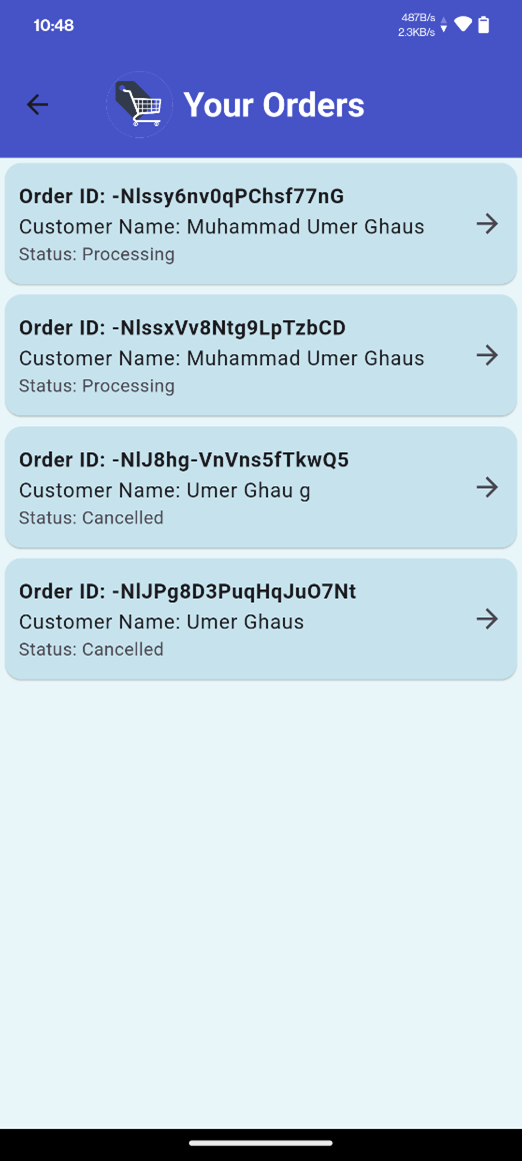 10:48
487B/s
2.3KB/s
Your Orders
Order ID: -Nlssy6nv0qPChsf77nG
Customer Name: Muhammad Umer Ghaus
Status: Processing
Order ID: -NlssxVv8Ntg9LpTzbCD
Customer Name: Muhammad Umer Ghaus
Status: Processing
Order ID: -NlJ8hg-VnVns5fTkwQ5
Customer Name: Umer Ghau g
Status: Cancelled
Order ID: -NlJPg8D3PuqHqJuO7Nt
Customer Name: Umer Ghaus
Status: Cancelled